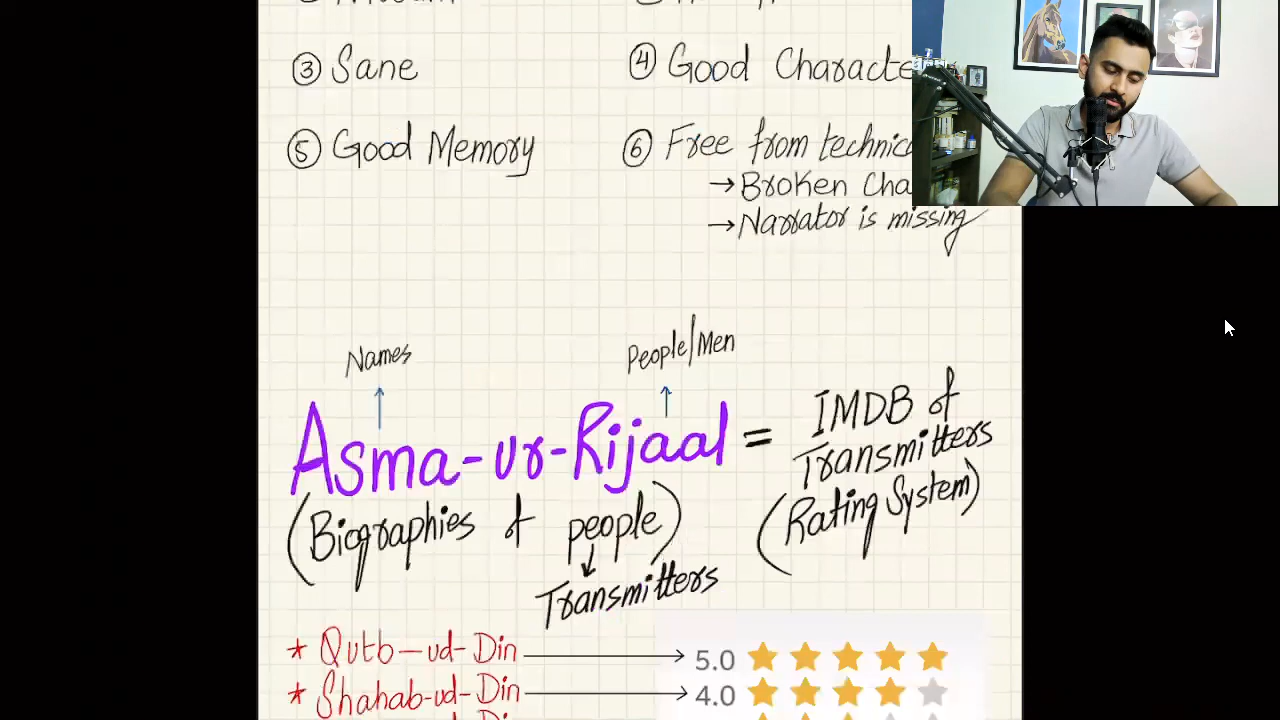 ③ Sane
④ Good Characte
⑤ Good Memory
⑥ Free from technic
→ Broken Cha
→ Narrator is missing
Names
People/Men
Asma-ur-Rijaal = IMDB of Transmitters
(Biographies of people)
(Rating System)
Transmitters
* Qutb-ud-Din → 5.0
* Shahab-ud-Din → 4.0